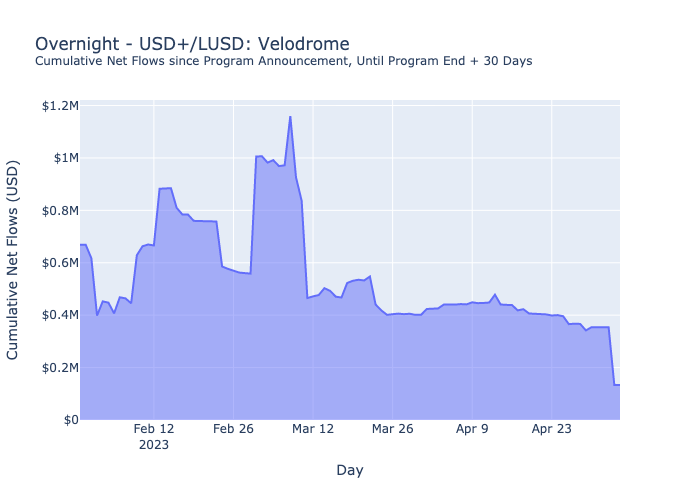 Overnight - USD+/LUSD: Velodrome
Cumulative Net Flows since Program Announcement, Until Program End + 30 Days
Cumulative Net Flows (USD)
$1.2M
$1M
$0.8M
$0.6M
$0.4M
$0.2M
$0
Feb 12 Feb 26 Mar 12 Mar 26 Apr 9 Apr 23
2023
Day